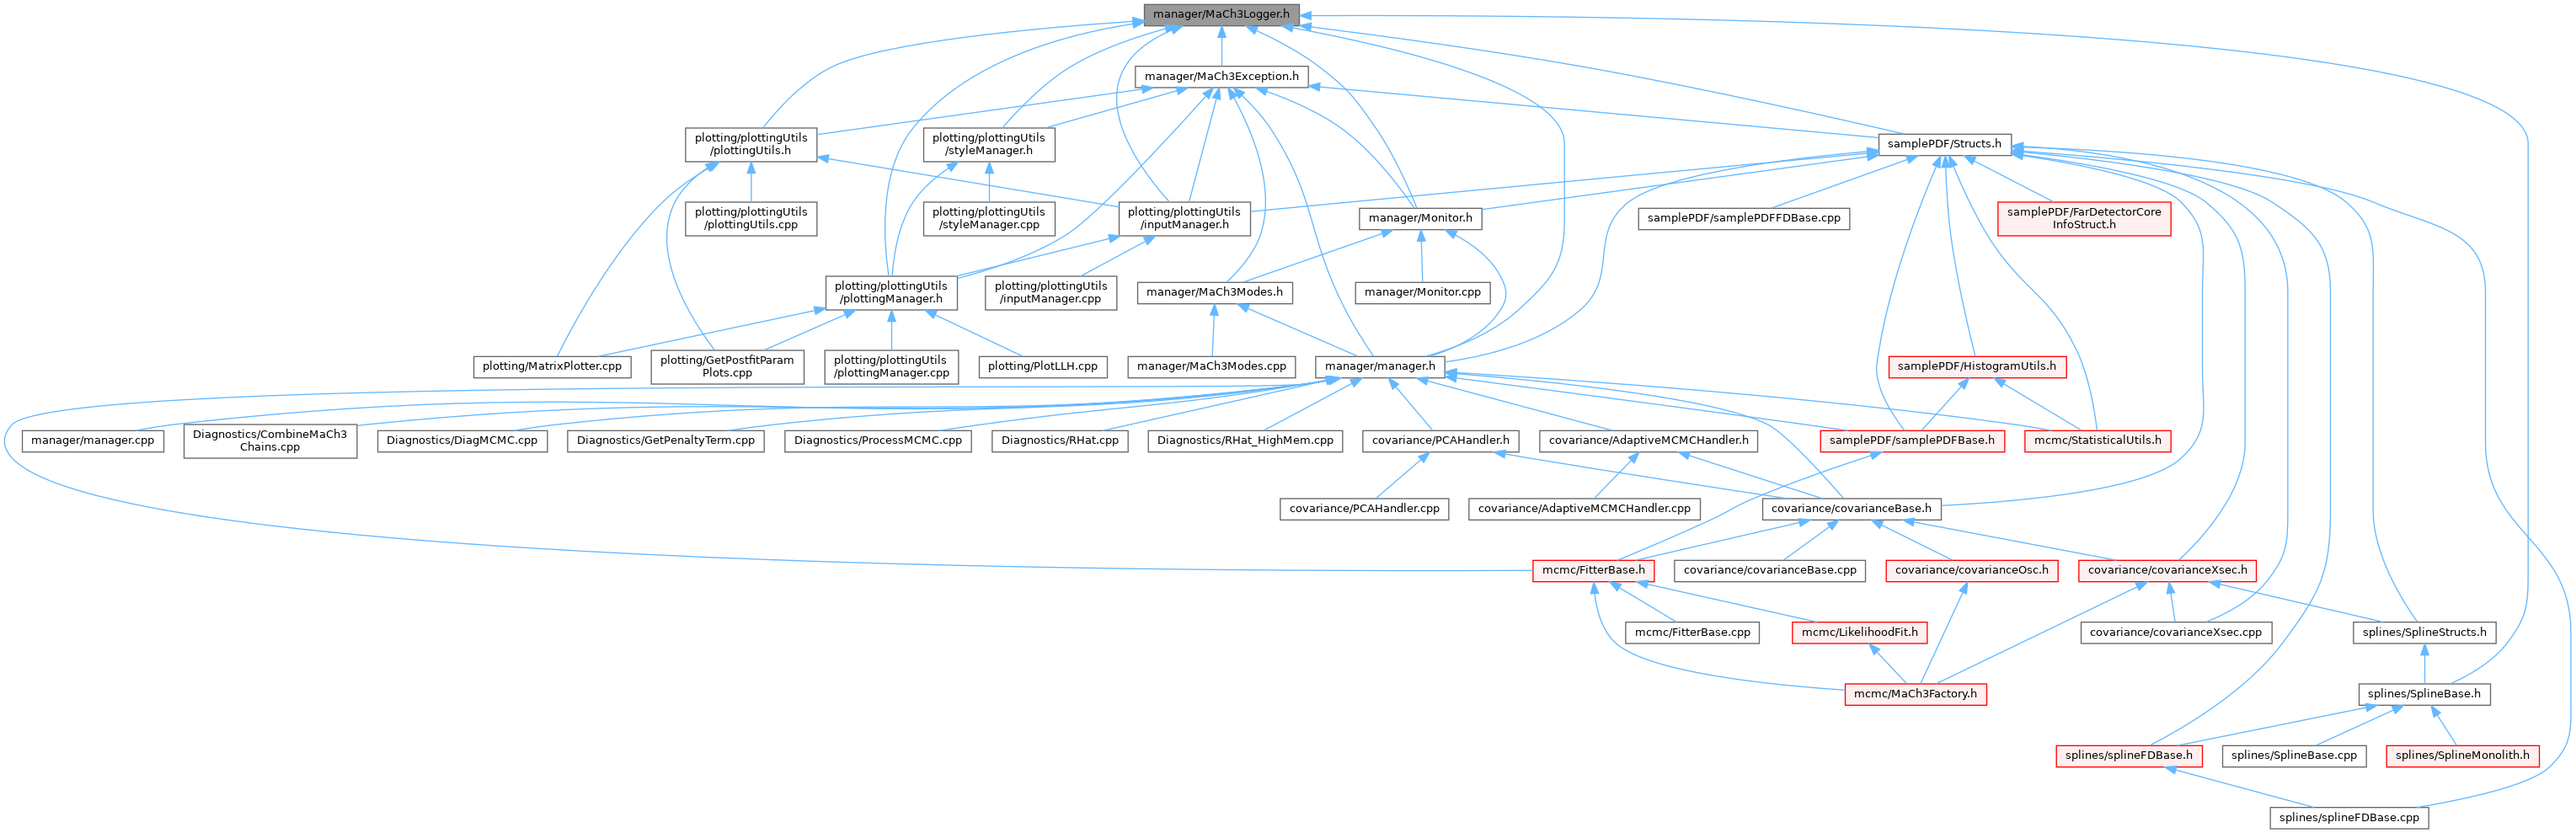 manager/MaCh3Logger.h
manager/MaCh3Exception.h
plotting/plottingUtils
/plottingUtils.h
plotting/plottingUtils
/styleManager.h
samplePDF/Structs.h
plotting/plottingUtils
/plottingUtils.cpp
plotting/plottingUtils
/styleManager.cpp
plotting/plottingUtils
/inputManager.h
manager/Monitor.h
samplePDF/samplePDFFDBase.cpp
samplePDF/FarDetectorCore
InfoStruct.h
plotting/plottingUtils
/plottingManager.h
plotting/plottingUtils
/inputManager.cpp
manager/MaCh3Modes.h
manager/Monitor.cpp
plotting/MatrixPlotter.cpp
plotting/GetPostfitParam
Plots.cpp
plotting/plottingUtils
/plottingManager.cpp
plotting/PlotLLH.cpp
manager/MaCh3Modes.cpp
manager/manager.h
samplePDF/HistogramUtils.h
manager/manager.cpp
Diagnostics/CombineMaCh3
Chains.cpp
Diagnostics/DiagMCMC.cpp
Diagnostics/GetPenaltyTerm.cpp
Diagnostics/ProcessMCMC.cpp
Diagnostics/RHat.cpp
Diagnostics/RHat_HighMem.cpp
covariance/PCAHandler.h
covariance/AdaptiveMCMCHandler.h
samplePDF/samplePDFBase.h
mcmc/StatisticalUtils.h
covariance/PCAHandler.cpp
covariance/AdaptiveMCMCHandler.cpp
covariance/covarianceBase.h
mcmc/FitterBase.h
covariance/covarianceBase.cpp
covariance/covarianceOsc.h
covariance/covarianceXsec.h
mcmc/FitterBase.cpp
mcmc/LikelihoodFit.h
covariance/covarianceXsec.cpp
splines/SplineStructs.h
mcmc/MaCh3Factory.h
splines/SplineBase.h
splines/splineFDBase.h
splines/SplineBase.cpp
splines/SplineMonolith.h
splines/splineFDBase.cpp